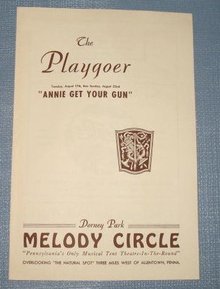 The
Playgoer
Tuesday, August 17th, thru Sunday, August 22nd
"ANNIE GET YOUR GUN"
Dorney Park
MELODY CIRCLE
"Pennsylvania's Only Musical Tent Theatre-In-The-Round"
OVERLOOKING "THE NATURAL SPOT" THREE MILES WEST OF ALLENTOWN, PENNA.